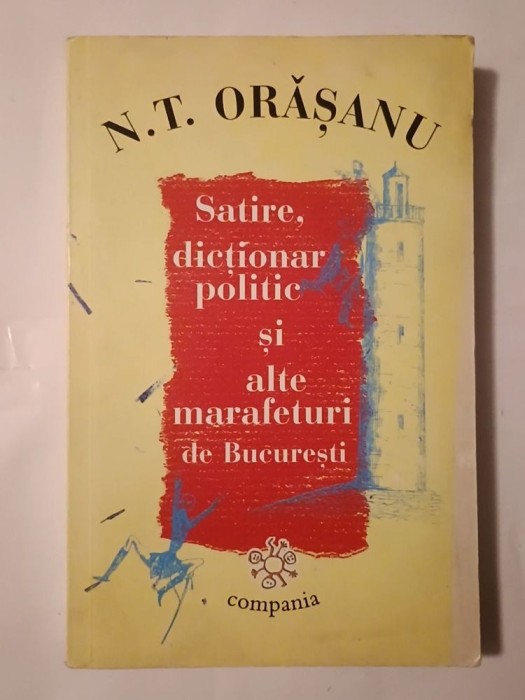 N.T. ORĂȘANU
Satire,
dicționar
politic
și
alte
marafeturi
de București
compania